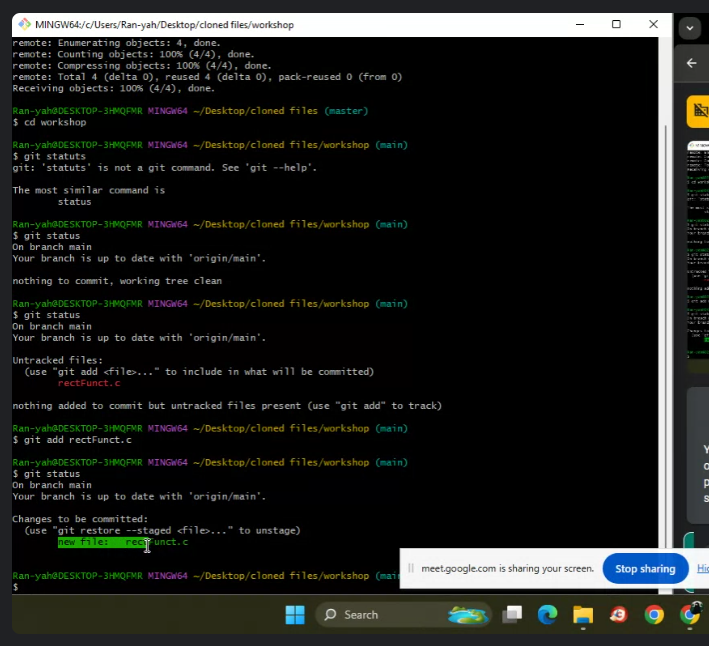 MINGW64:/c/Users/Ran-yah/Desktop/cloned files/workshop
remote: Enumerating objects: 4, done.
remote: Counting objects: 100% (4/4), done.
remote: Compressing objects: 100% (4/4), done.
remote: Total 4 (delta 0), reused 4 (delta 0), pack-reused 0 (from 0)
Receiving objects: 100% (4/4), done.
Ran-yah@DESKTOP-3HMQFMR MINGW64 ~/Desktop/cloned files (master)
$ cd workshop
Ran-yah@DESKTOP-3HMQFMR MINGW64 ~/Desktop/cloned files/workshop (main)
$ git statuts
git: 'statuts' is not a git command. See 'git --help'.
The most similar command is
status
Ran-yah@DESKTOP-3HMQFMR MINGW64 ~/Desktop/cloned files/workshop (main)
$ git status
On branch main
Your branch is up to date with 'origin/main'.
nothing to commit, working tree clean
Ran-yah@DESKTOP-3HMQFMR MINGW64 ~/Desktop/cloned files/workshop (main)
$ git status
On branch main
Your branch is up to date with 'origin/main'.
Untracked files:
(use "git add <file>..." to include in what will be committed)
rectFunct.c
nothing added to commit but untracked files present (use "git add" to track)
Ran-yah@DESKTOP-3HMQFMR MINGW64 ~/Desktop/cloned files/workshop (main)
$ git add rectFunct.c
Ran-yah@DESKTOP-3HMQFMR MINGW64 ~/Desktop/cloned files/workshop (main)
$ git status
On branch main
Your branch is up to date with 'origin/main'.
Changes to be committed:
(use "git restore --staged <file>..." to unstage)
new file: rectFunct.c
Ran-yah@DESKTOP-3HMQFMR MINGW64 ~/Desktop/cloned files/workshop (mai
$
meet.google.com is sharing your screen.
Stop sharing
Hid
Search